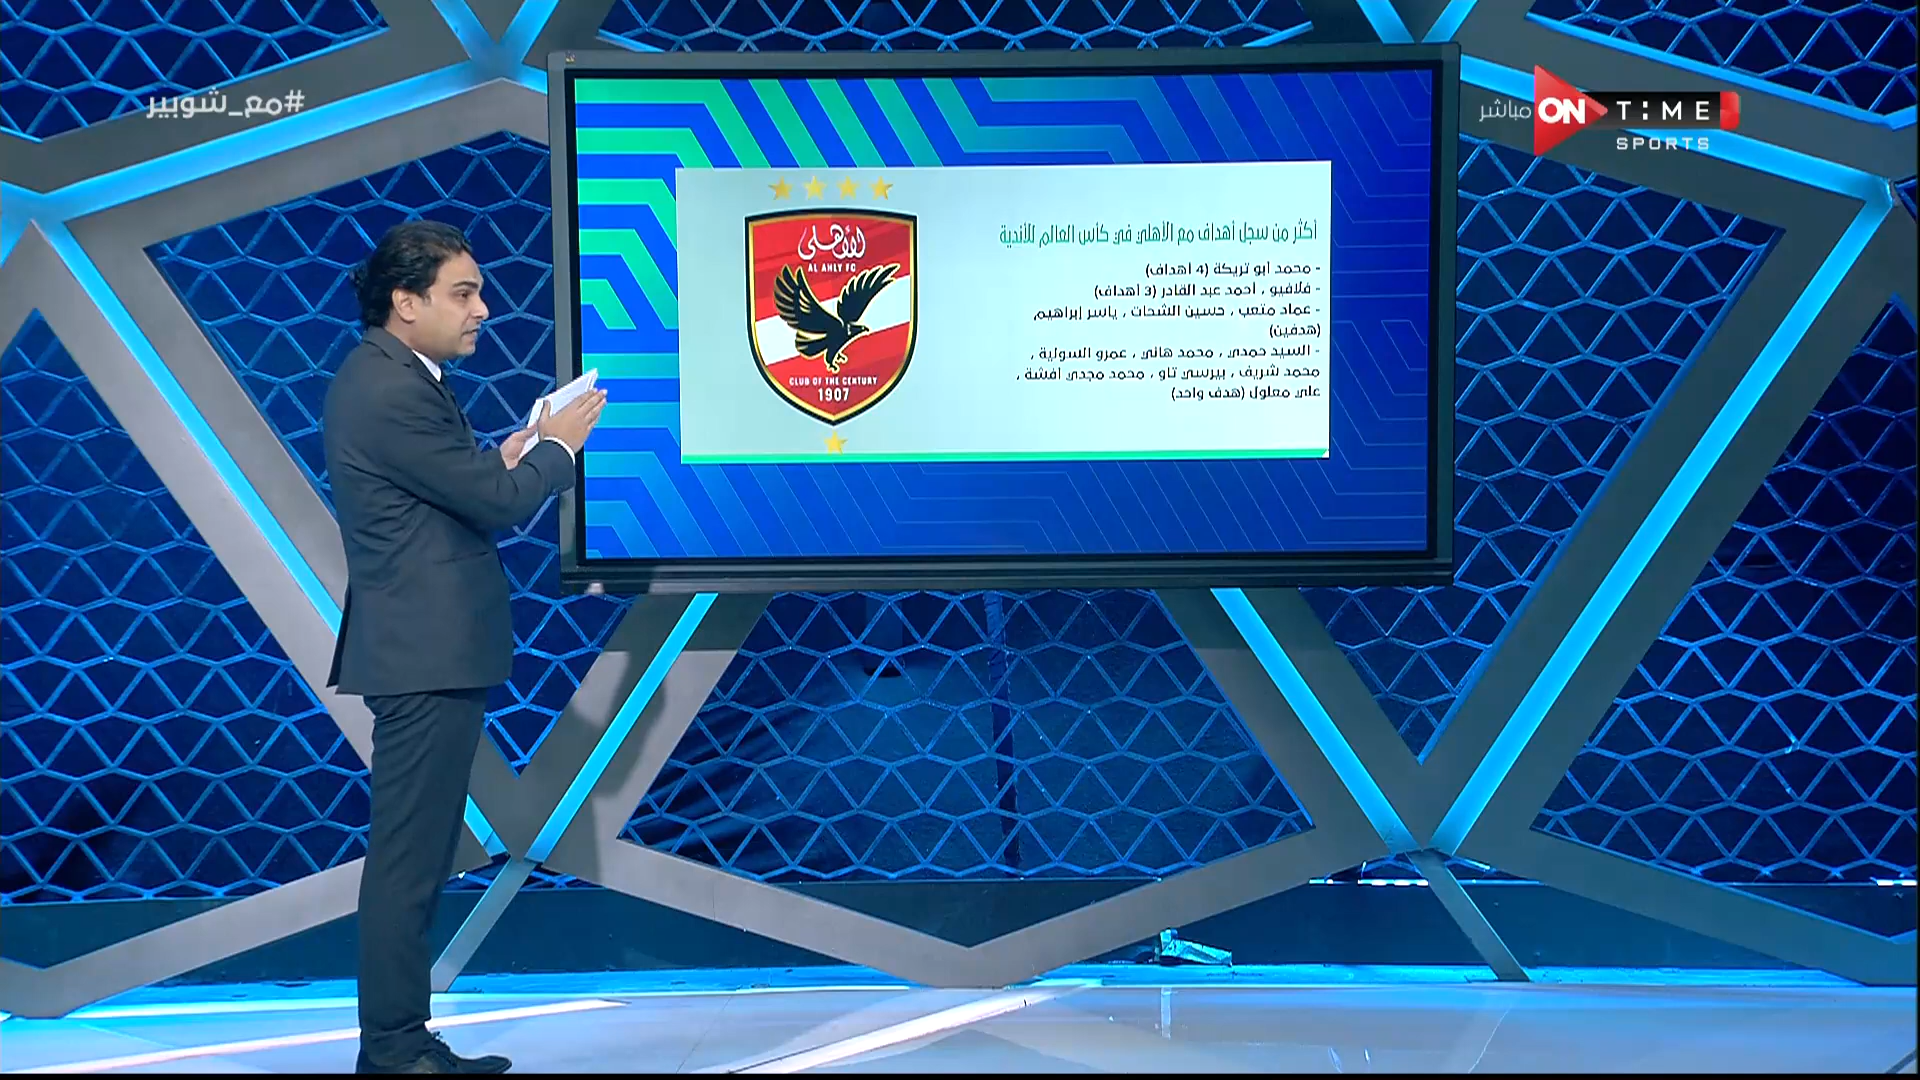 #مع_شوبير
مباشر ON TIME
SPORTS
أكثر من سجل أهداف مع الأهلي في كأس العالم للأندية
- محمد أبو تريكة (4 أهداف)
- فلافيو ، أحمد عبد القادر (3 أهداف)
- عماد متعب ، حسين الشحات ، ياسر إبراهيم
(هدفين)
- السيد حمدي ، محمد هاني ، عمرو السولية ،
محمد شريف ، بيرسي تاو ، محمد مجدي أفشة ،
علي معلول (هدف واحد)
الأهلي
AL AHLY FC
CLUB OF THE CENTURY
1907